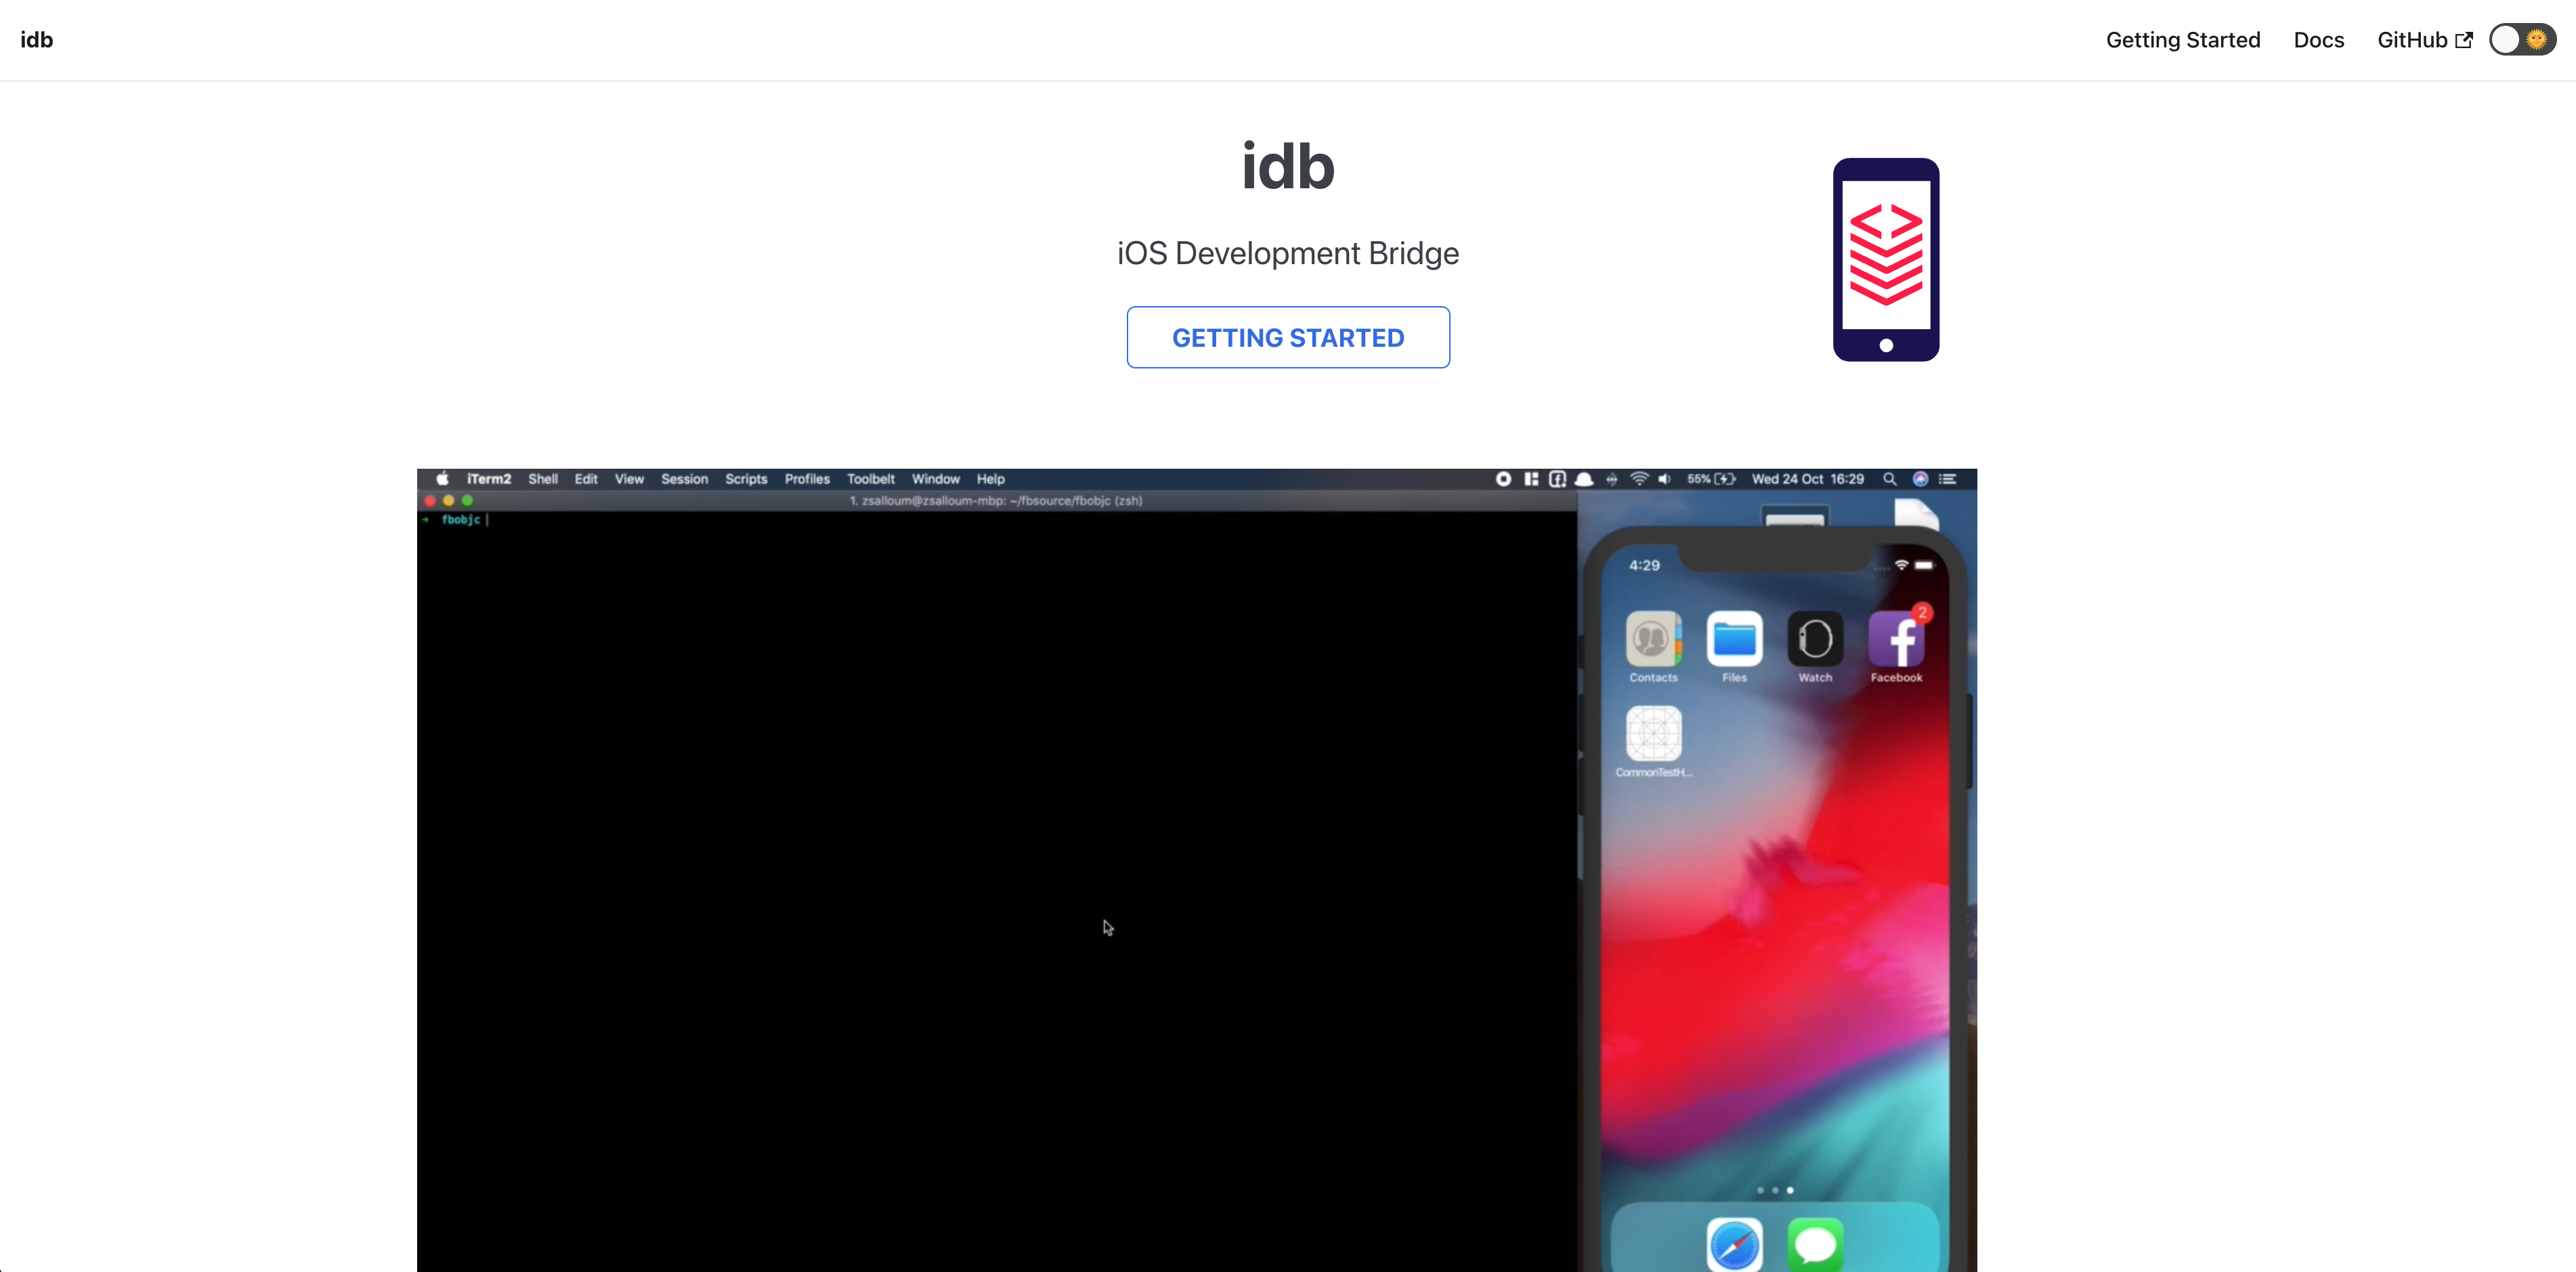 idb
Getting Started Docs GitHub
idb
iOS Development Bridge
GETTING STARTED
iTerm2 Shell Edit View Session Scripts Profiles Toolbelt Window Help 55% Wed 24 Oct 16:29
1. zsalloum@zsalloum-mbp: ~/fbsource/fbobjc (zsh)
→ fbobjc
4:29
2
Contacts Files Watch Facebook
CommonTestH...